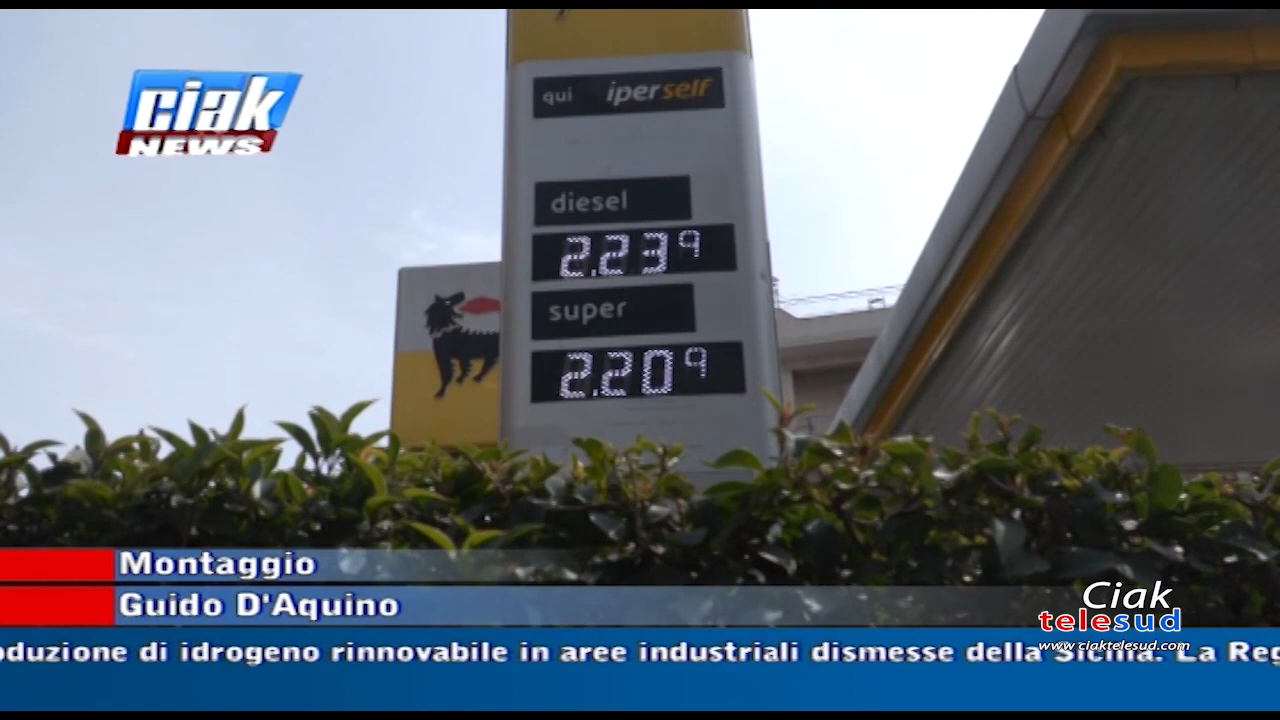 ciak
NEWS
qui iperself
diesel
2.239
super
2.209
Montaggio
Guido D'Aquino
Ciak
telesud
www.ciaktelesud.com
oduzione di idrogeno rinnovabile in aree industriali dismesse della Sicilia. La Reg